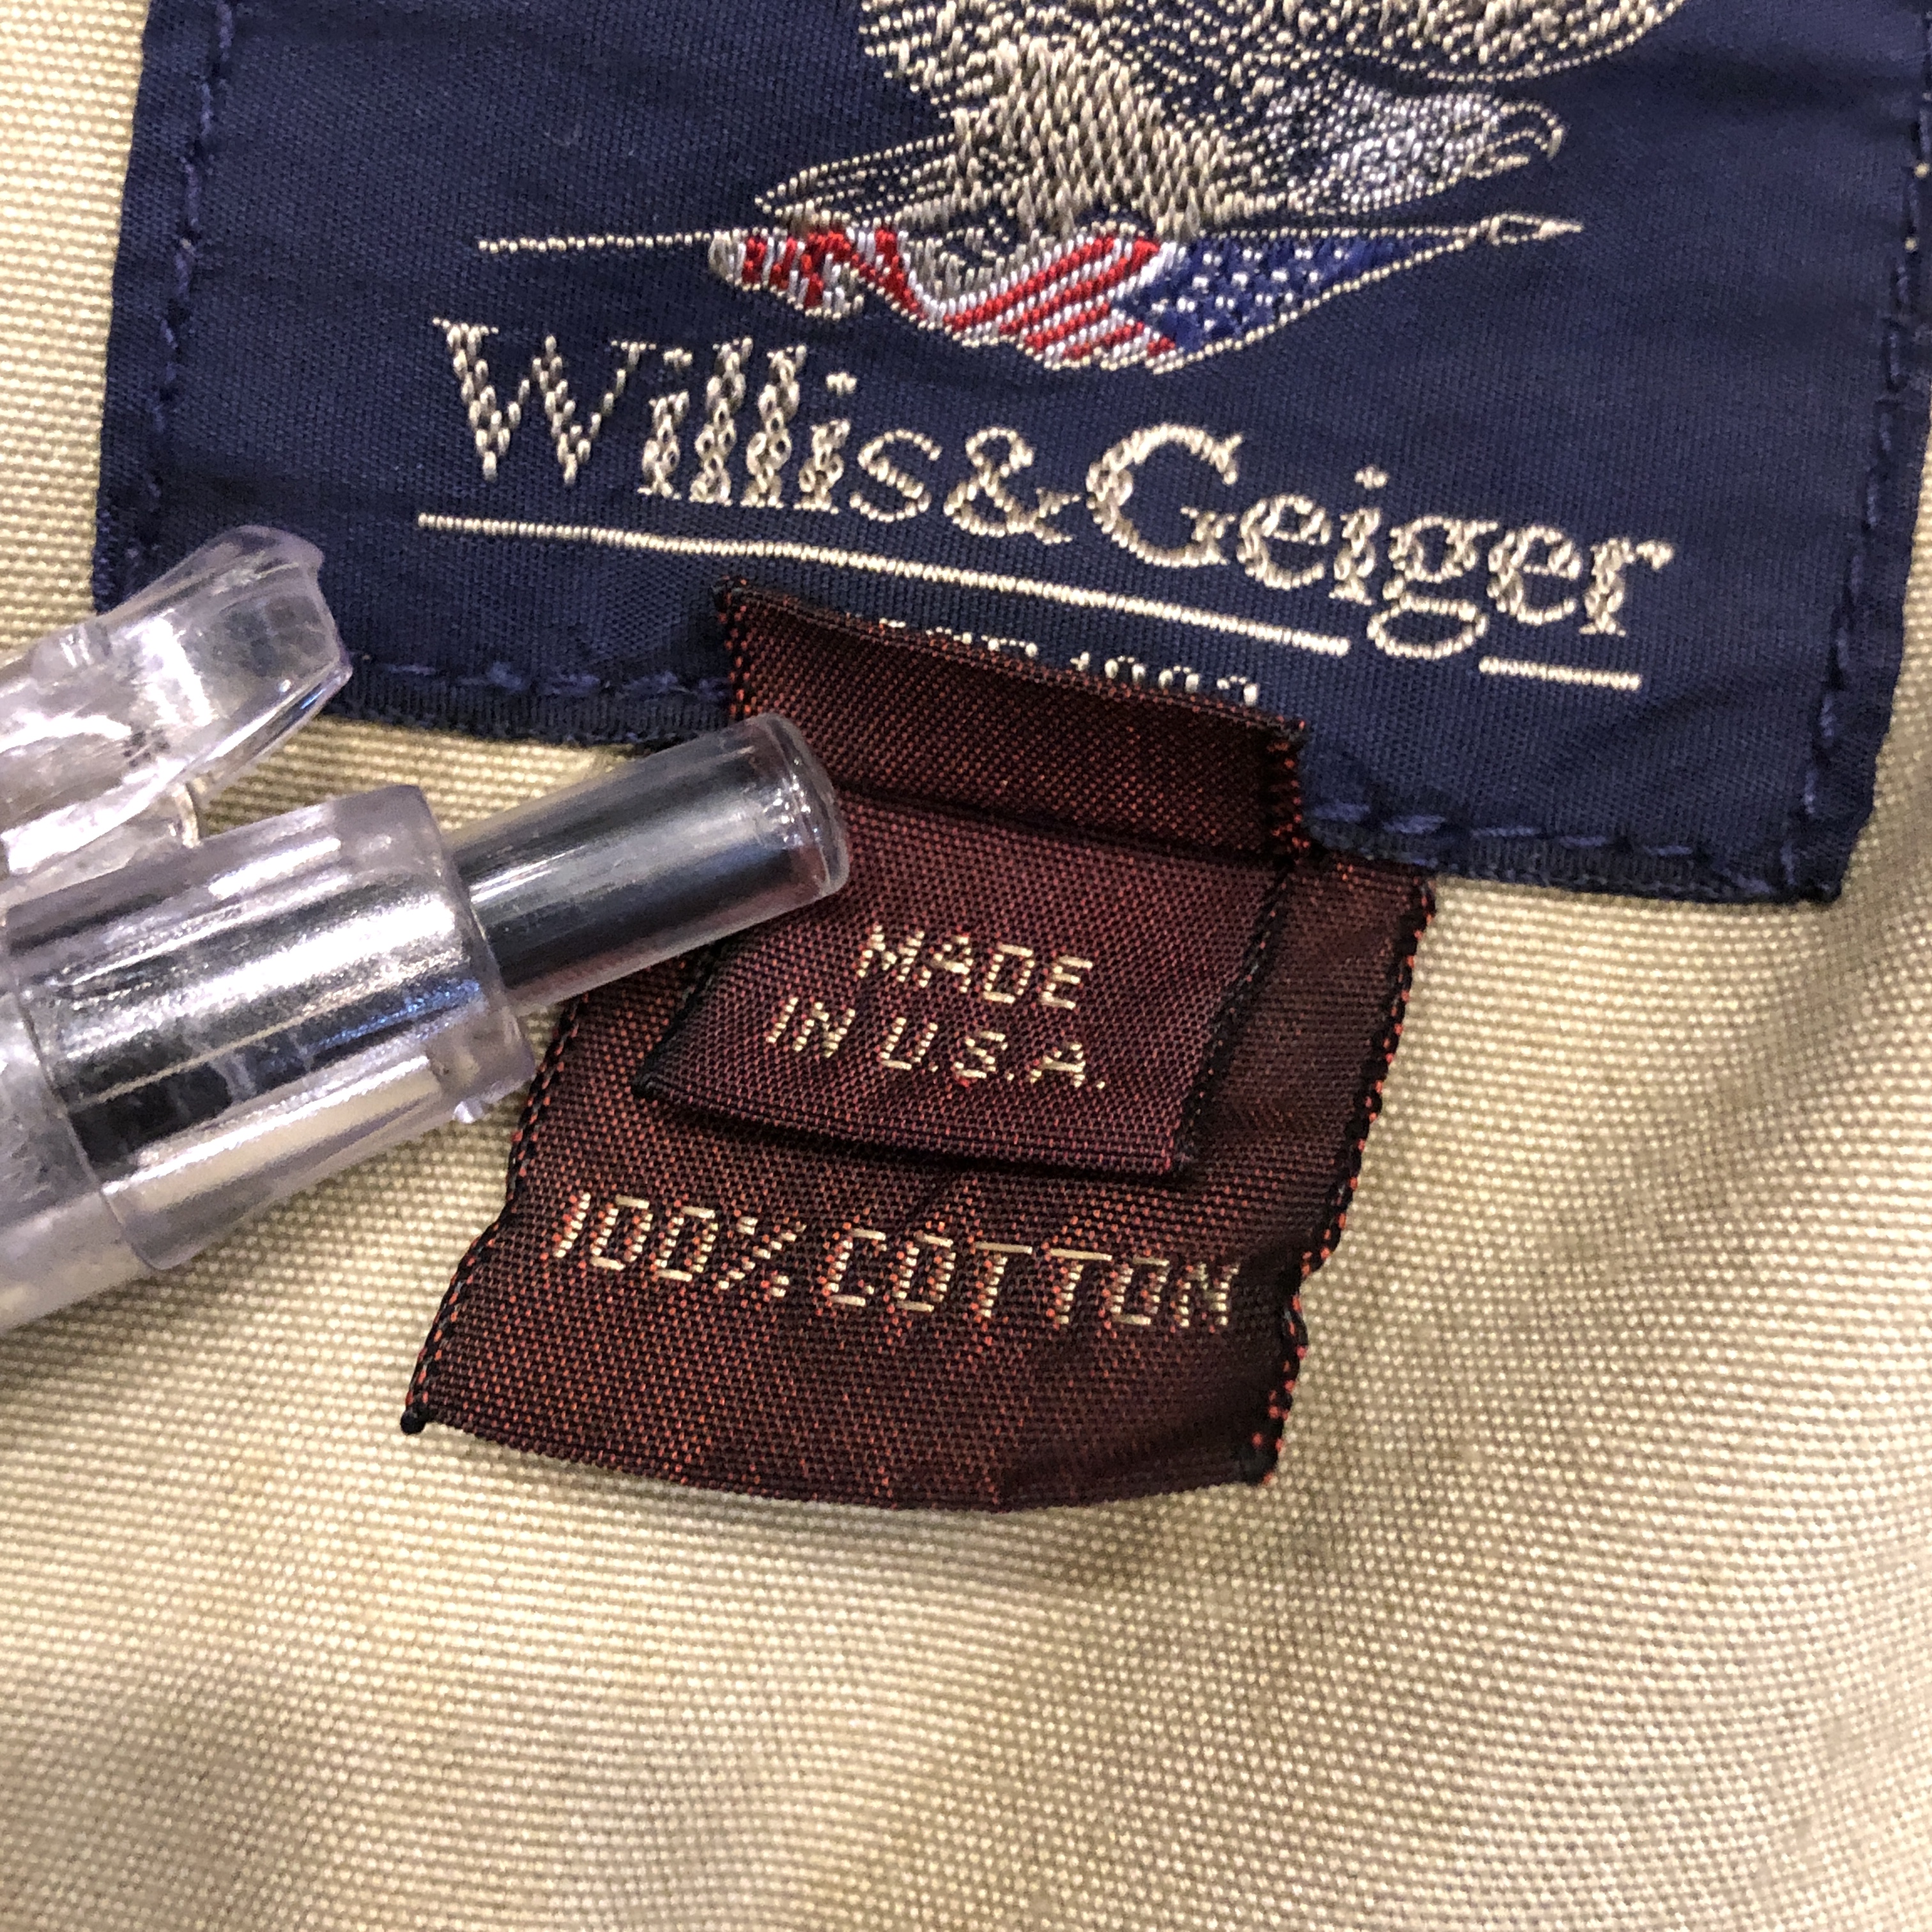 Willis&Geiger
MADE
IN U.S.A.
100% COTTON